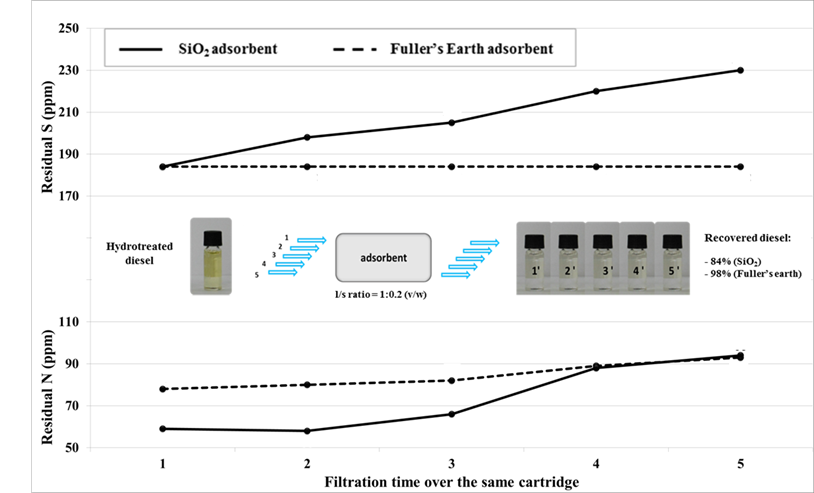 250
SiO₂ adsorbent
Fuller's Earth adsorbent
230
210
190
170
Residual S (ppm)
Hydrotreated
diesel
1
2
3
4
5
adsorbent
l/s ratio = 1:0.2 (v/w)
1' 2' 3' 4' 5'
Recovered diesel:
- 84% (SiO₂)
- 98% (Fuller's earth)
110
90
70
50
Residual N (ppm)
1 2 3 4 5
Filtration time over the same cartridge